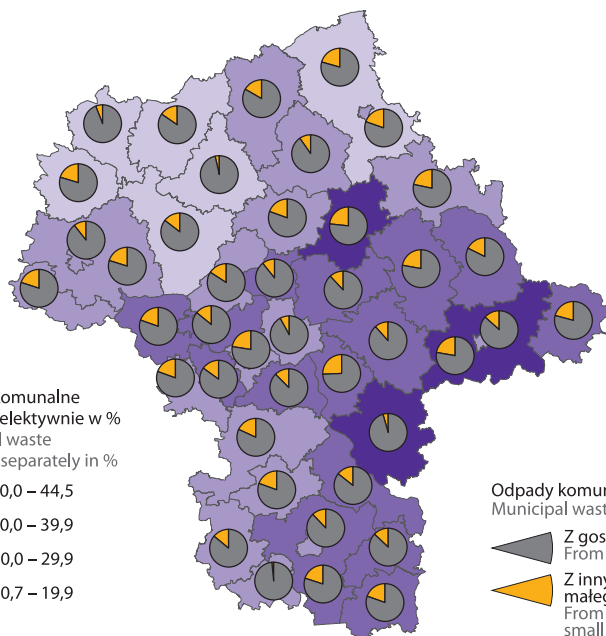 komunalne
elektywnie w %
waste
separately in %
0,0 – 44,5
0,0 – 39,9
0,0 – 29,9
0,7 – 19,9
Odpady komu
Municipal wast
Z gos
From
Z inny
małeg
From
small